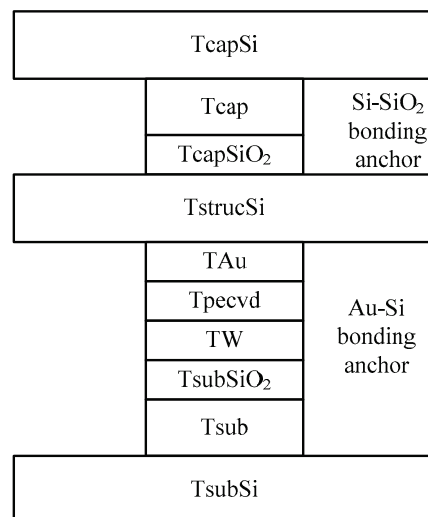 TcapSi
Tcap
TcapSiO₂
Si-SiO₂
bonding
anchor
TstrucSi
TAu
Tpecvd
TW
TsubSiO₂
Tsub
Au-Si
bonding
anchor
TsubSi